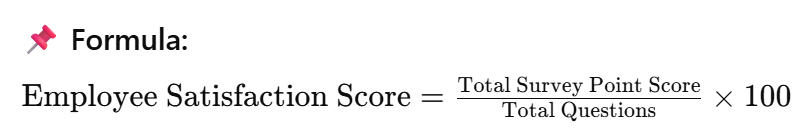 📌 Formula:
Employee Satisfaction Score = Total Survey Point Score / Total Questions × 100